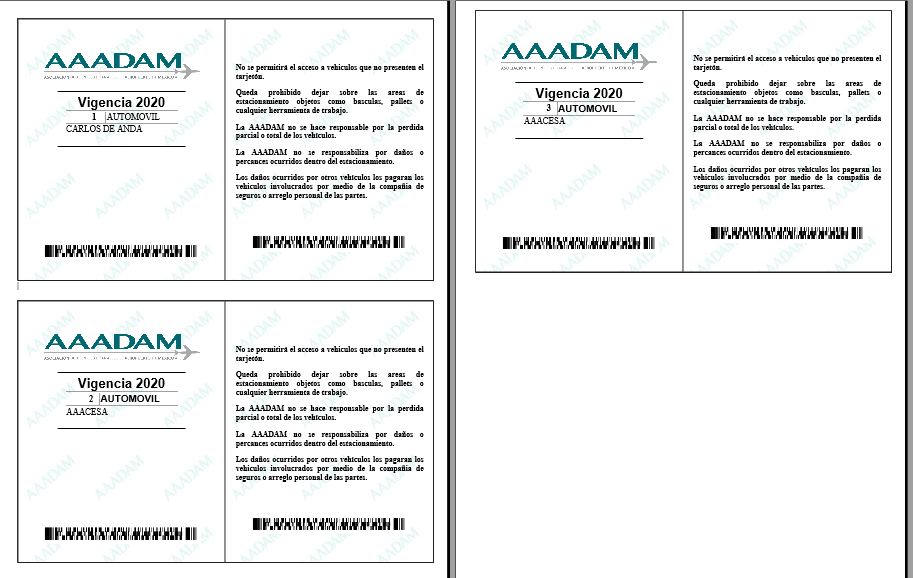 AAADAM
Vigencia 2020
1 AUTOMOVIL
CARLOS DE ANDA
No se permitirá el acceso a vehiculos que no presenten el
tarjetón.
Queda prohibido dejar sobre las areas de
estacionamiento objetos como basculas, pallets o
cualquier herramienta de trabajo.
La AAADAM no se hace responsable por la perdida
parcial o total de los vehículos.
La AAADAM no se responsabiliza por daños o
percances ocurridos dentro del estacionamiento.
Los daños ocurridos por otros vehículos los pagaran los
vehículos involucrados por medio de la compañía de
seguros o arreglo personal de las partes.
AAADAM
Vigencia 2020
2 AUTOMOVIL
AAACESA
No se permitirá el acceso a vehiculos que no presenten el
tarjetón.
Queda prohibido dejar sobre las areas de
estacionamiento objetos como basculas, pallets o
cualquier herramienta de trabajo.
La AAADAM no se hace responsable por la perdida
parcial o total de los vehículos.
La AAADAM no se responsabiliza por daños o
percances ocurridos dentro del estacionamiento.
Los daños ocurridos por otros vehículos los pagaran los
vehículos involucrados por medio de la compañía de
seguros o arreglo personal de las partes.
AAADAM
Vigencia 2020
3 AUTOMOVIL
AAACESA
No se permitirá el acceso a vehiculos que no presenten el
tarjetón.
Queda prohibido dejar sobre las areas de
estacionamiento objetos como basculas, pallets o
cualquier herramienta de trabajo.
La AAADAM no se hace responsable por la perdida
parcial o total de los vehículos.
La AAADAM no se responsabiliza por daños o
percances ocurridos dentro del estacionamiento.
Los daños ocurridos por otros vehículos los pagaran los
vehículos involucrados por medio de la compañía de
seguros o arreglo personal de las partes.